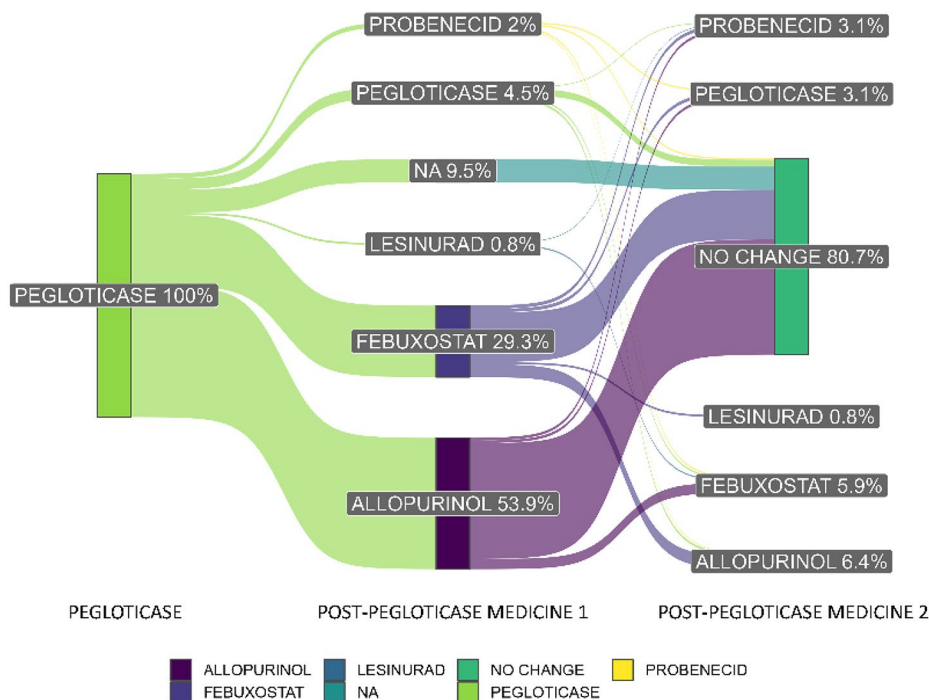 PROBENECID 2%
PROBENECID 3.1%
PEGLOTICASE 4.5%
PEGLOTICASE 3.1%
NA 9.5%
LESINURAD 0.8%
NO CHANGE 80.7%
PEGLOTICASE 100%
FEBUXOSTAT 29.3%
LESINURAD 0.8%
FEBUXOSTAT 5.9%
ALLOPURINOL 53.9%
ALLOPURINOL 6.4%
PEGLOTICASE
POST-PEGLOTICASE MEDICINE 1
POST-PEGLOTICASE MEDICINE 2
ALLOPURINOL
LESINURAD
NO CHANGE
PROBENECID
FEBUXOSTAT
NA
PEGLOTICASE